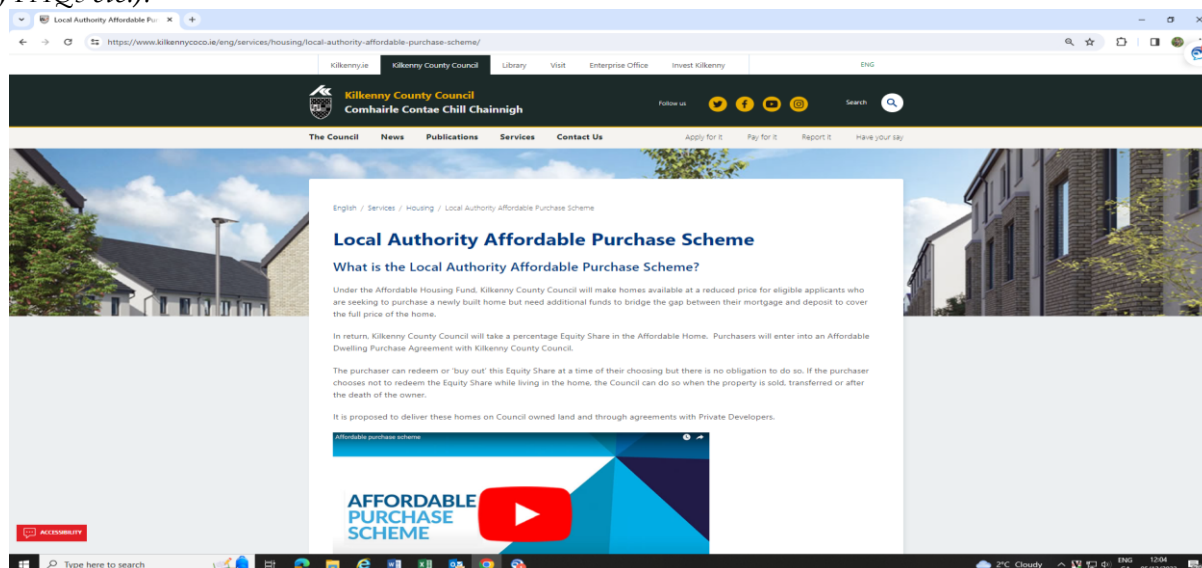 Local Authority Affordable Pu
https://www.kilkennycoco.ie/eng/services/housing/local-authority-affordable-purchase-scheme/
Kilkenny.ie Kilkenny County Council Library Visit Enterprise Office Invest Kilkenny ENG
Kilkenny County Council
Comhairle Contae Chill Chainnigh
Follow us Search
The Council News Publications Services Contact Us Apply for it Pay for it Report it Have your say
English / Services / Housing / Local Authority Affordable Purchase Scheme
Local Authority Affordable Purchase Scheme
What is the Local Authority Affordable Purchase Scheme?
Under the Affordable Housing Fund, Kilkenny County Council will make homes available at a reduced price for eligible applicants who
are seeking to purchase a newly built home but need additional funds to bridge the gap between their mortgage and deposit to cover
the full price of the home.
In return, Kilkenny County Council will take a percentage Equity Share in the Affordable Home. Purchasers will enter into an Affordable
Dwelling Purchase Agreement with Kilkenny County Council.
The purchaser can redeem or 'buy out' this Equity Share at a time of their choosing but there is no obligation to do so. If the purchaser
chooses not to redeem the Equity Share while living in the home, the Council can do so when the property is sold, transferred or after
the death of the owner.
It is proposed to deliver these homes on Council owned land and through agreements with Private Developers.
Affordable purchase scheme
AFFORDABLE
PURCHASE
SCHEME
ACCESSIBILITY
Type here to search 2°C Cloudy ENG 12:04